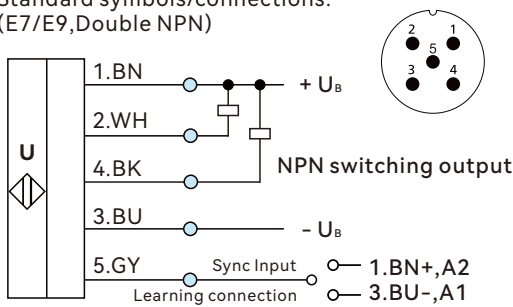 Standard symbols/connections:
(E7/E9,Double NPN)
2 1
5
3 4
1.BN
+ UB
2.WH
U
4.BK
NPN switching output
3.BU
- UB
5.GY
Sync Input
1.BN+,A2
Learning connection
3.BU-,A1